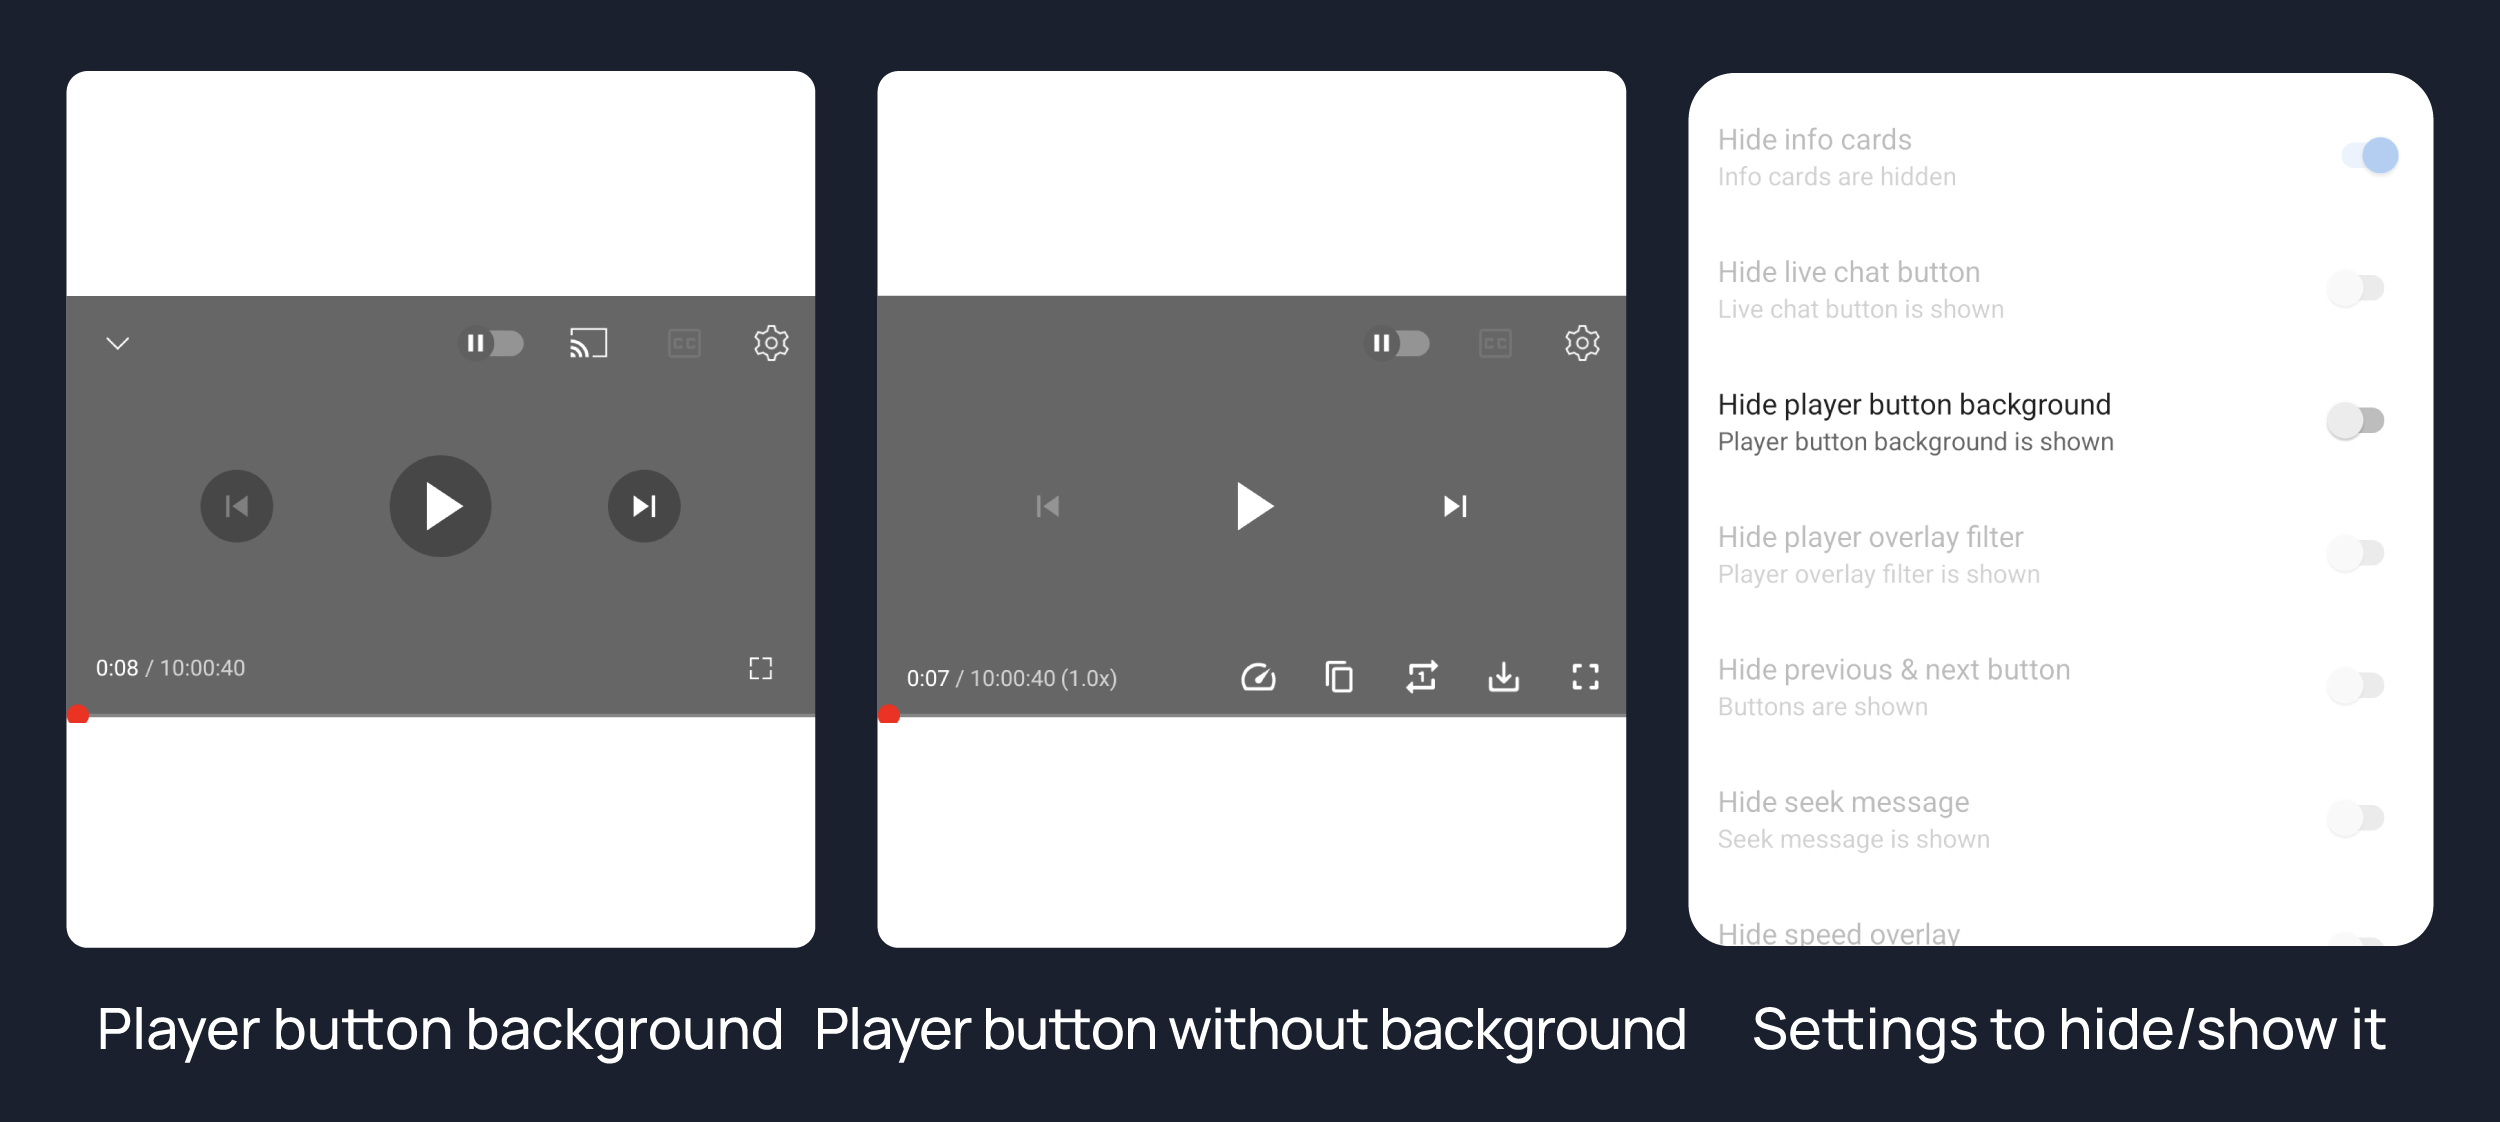 0:08 / 10:00:40
Player button background
0:07 / 10:00:40 (1.0x)
Player button without background
Hide info cards
Info cards are hidden
Hide live chat button
Live chat button is shown
Hide player button background
Player button background is shown
Hide player overlay filter
Player overlay filter is shown
Hide previous & next button
Buttons are shown
Hide seek message
Seek message is shown
Hide speed overlay
Settings to hide/show it
CC
CC
1